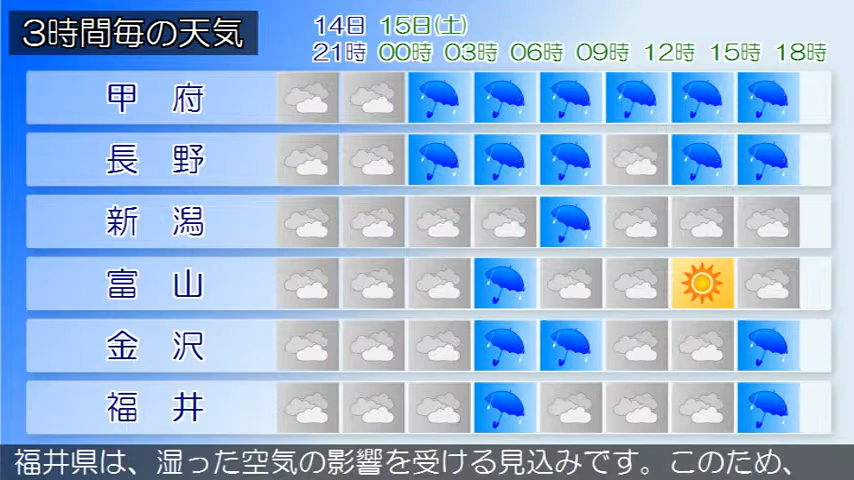 3時間毎の天気
14日 15日(土)
21時 00時 03時 06時 09時 12時 15時 18時
甲府
長野
新潟
富山
金沢
福井
福井県は、湿った空気の影響を受ける見込みです。このため、